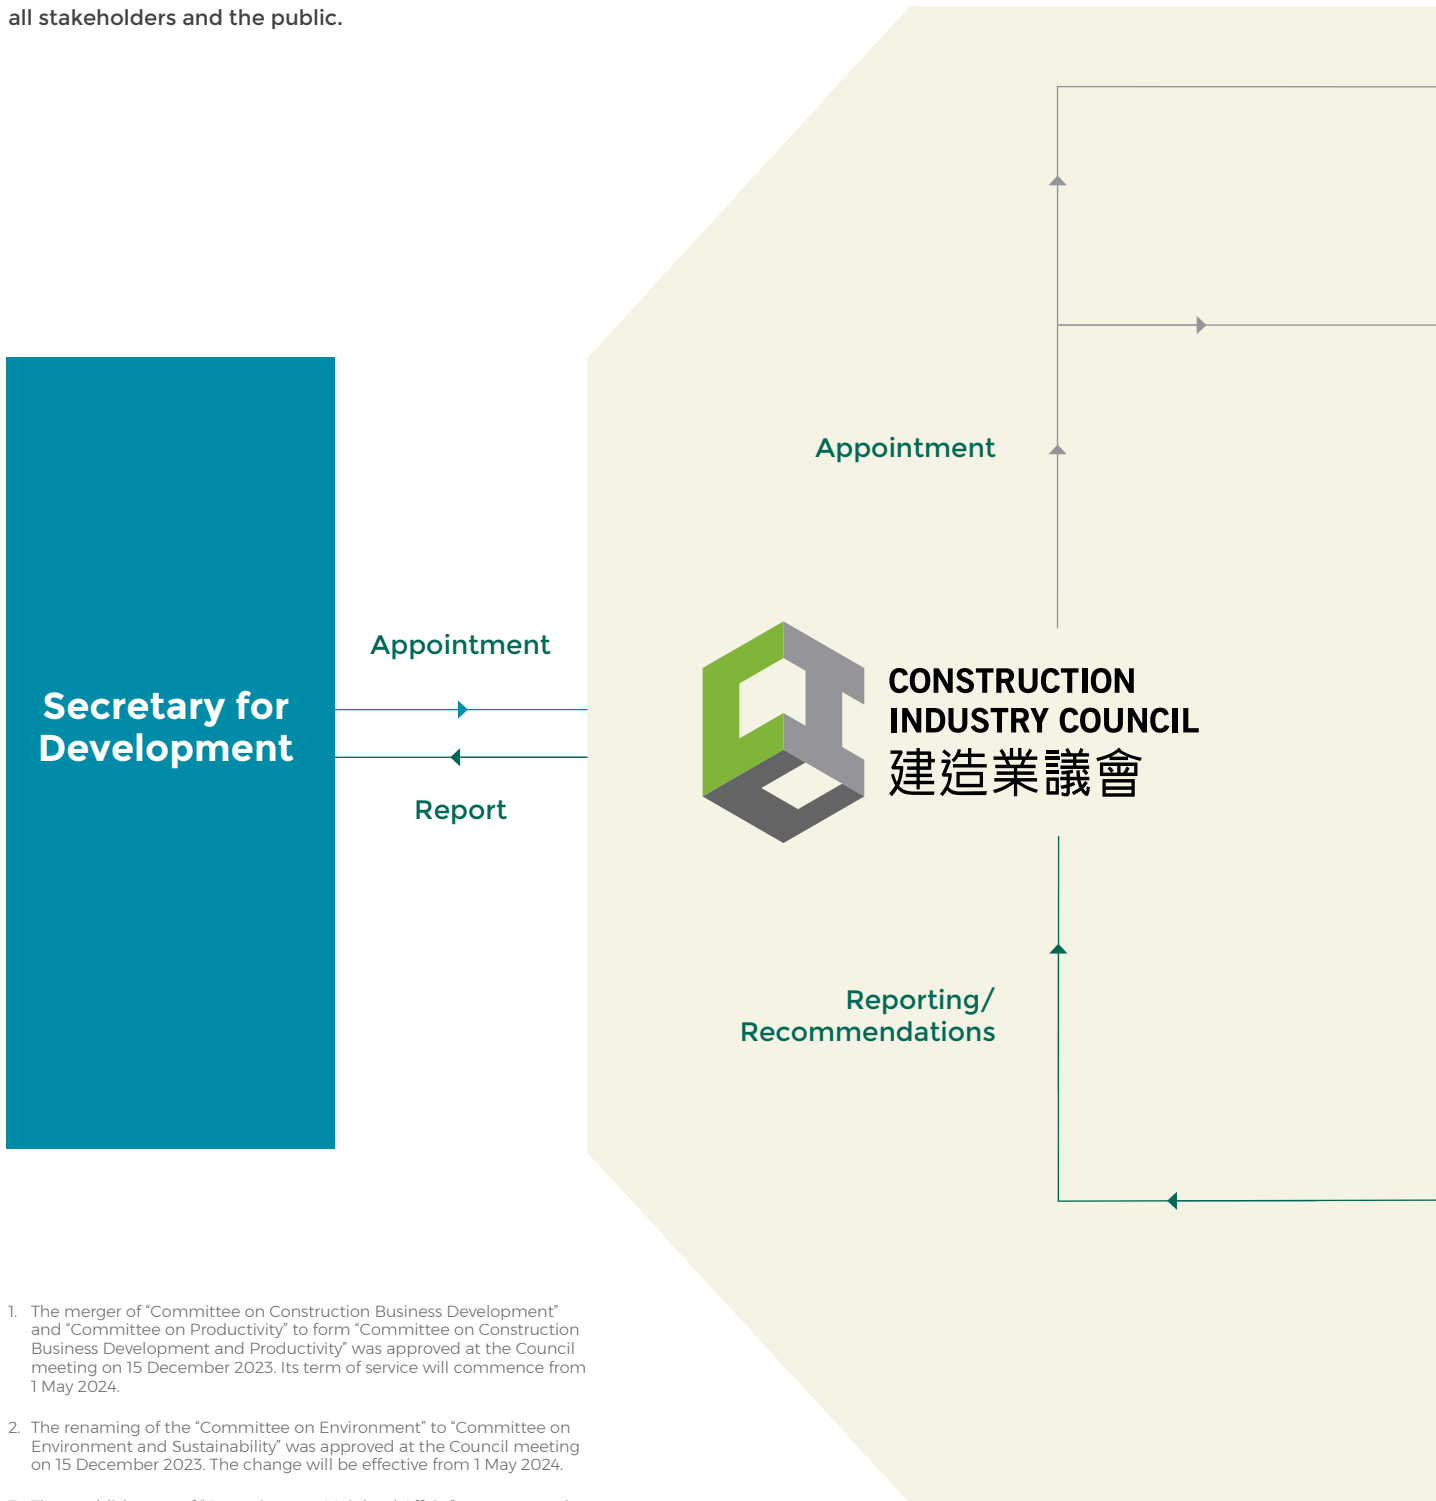 all stakeholders and the public.
Appointment
Appointment
Secretary for
Development
Report
CONSTRUCTION
INDUSTRY COUNCIL
建造業議會
Reporting/
Recommendations
1. The merger of “Committee on Construction Business Development”
and “Committee on Productivity” to form “Committee on Construction
Business Development and Productivity” was approved at the Council
meeting on 15 December 2023. Its term of service will commence from
1 May 2024.
2. The renaming of the “Committee on Environment” to “Committee on
Environment and Sustainability” was approved at the Council meeting
on 15 December 2023. The change will be effective from 1 May 2024.